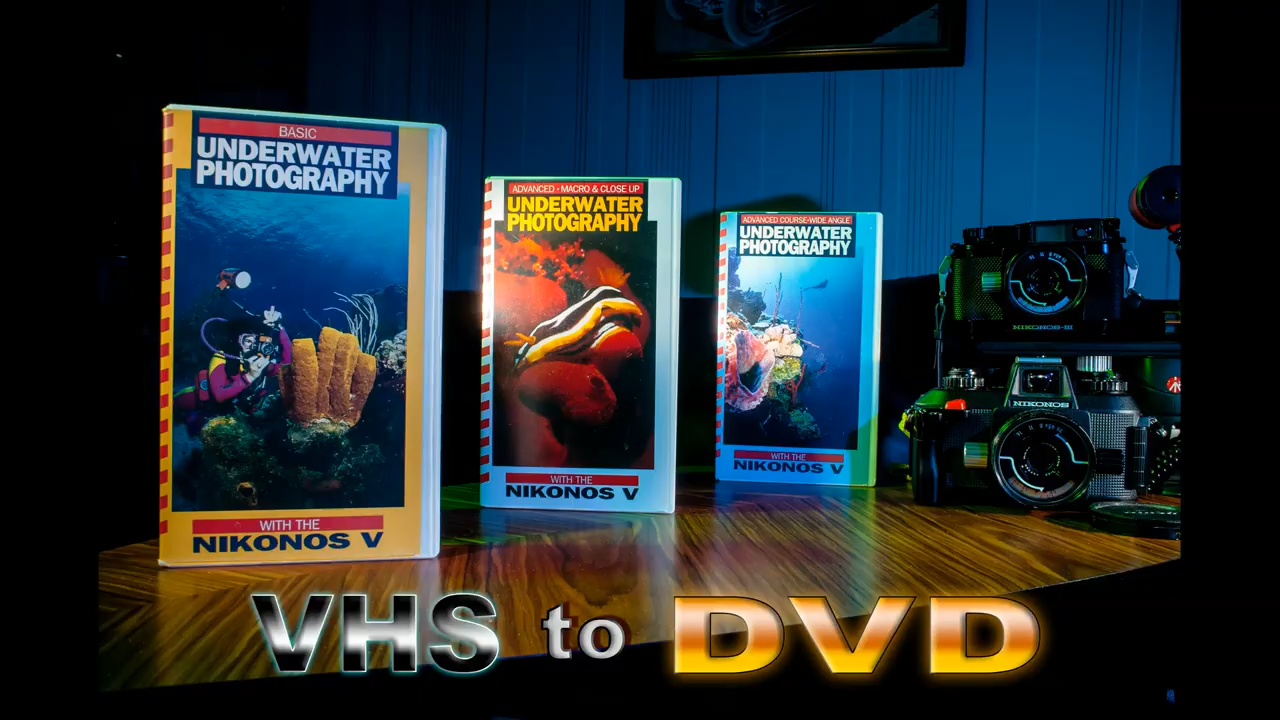 BASIC
UNDERWATER
PHOTOGRAPHY
WITH THE
NIKONOS V
ADVANCED • MACRO & CLOSE UP
UNDERWATER
PHOTOGRAPHY
WITH THE
NIKONOS V
ADVANCED COURSE-WIDE ANGLE
UNDERWATER
PHOTOGRAPHY
WITH THE
NIKONOS V
NIKONOS-III
NIKONOS
VHS to DVD